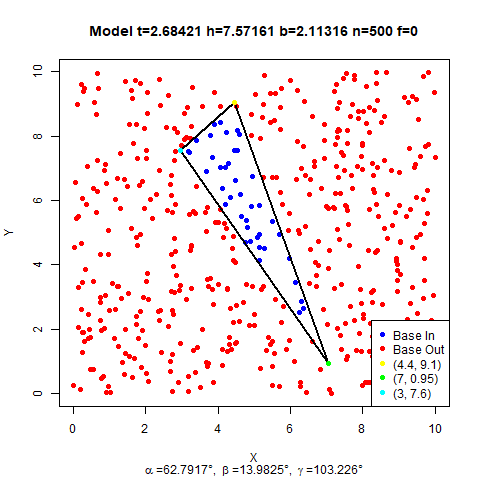 Model t=2.68421 h=7.57161 b=2.11316 n=500 f=0
10
8
6
4
2
0
Y
Base In
Base Out
(4.4, 9.1)
(7, 0.95)
(3, 7.6)
0 2 4 6 8 10
X
α=62.7917°, β=13.9825°, γ=103.226°